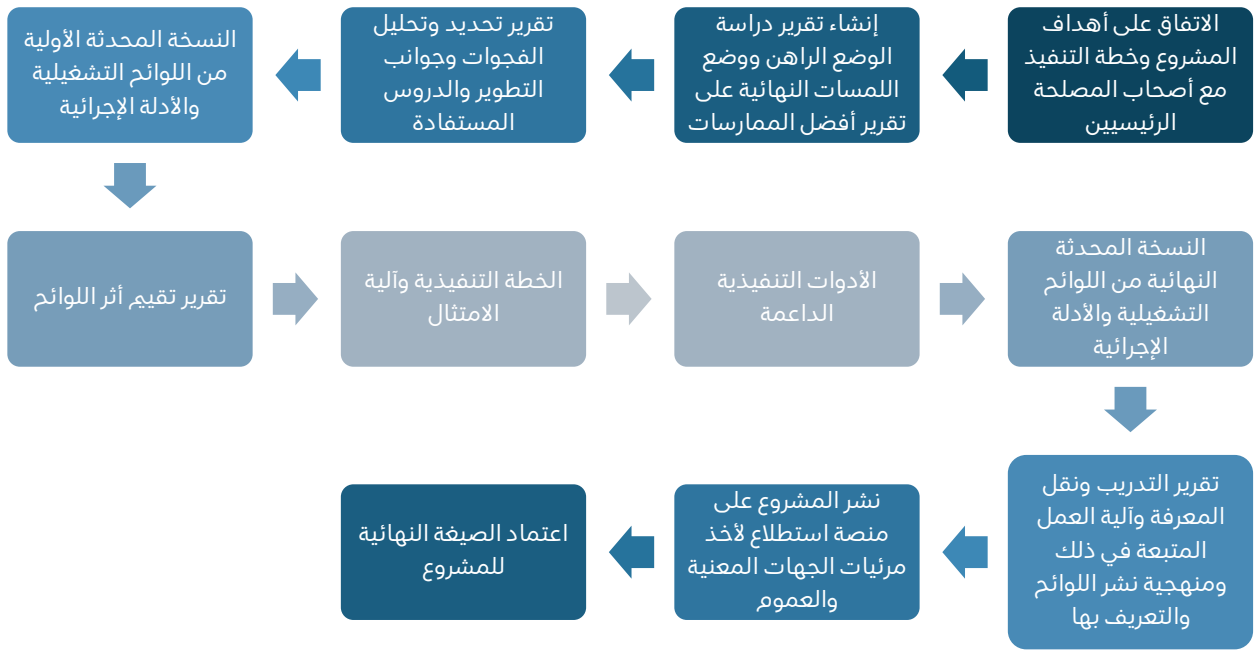 الاتفاق على أهداف
المشروع وخطة التنفيذ
مع أصحاب المصلحة
الرئيسيين
إنشاء تقرير دراسة
الوضع الراهن ووضع
اللمسات النهائية على
تقرير أفضل الممارسات
تقرير تحديد وتحليل
الفجوات وجوانب
التطوير والدروس
المستفادة
النسخة المحدثة الأولية
من اللوائح التشغيلية
والأدلة الإجرائية
تقرير تقييم أثر اللوائح
الخطة التنفيذية وآلية
الامتثال
الأدوات التنفيذية
الداعمة
النسخة المحدثة
النهائية من اللوائح
التشغيلية والأدلة
الإجرائية
تقرير التدريب ونقل
المعرفة وآلية العمل
المتبعة في ذلك
ومنهجية نشر اللوائح
والتعريف بها
نشر المشروع على
منصة استطلاع لأخذ
مرئيات الجهات المعنية
والعموم
اعتماد الصيغة النهائية
للمشروع